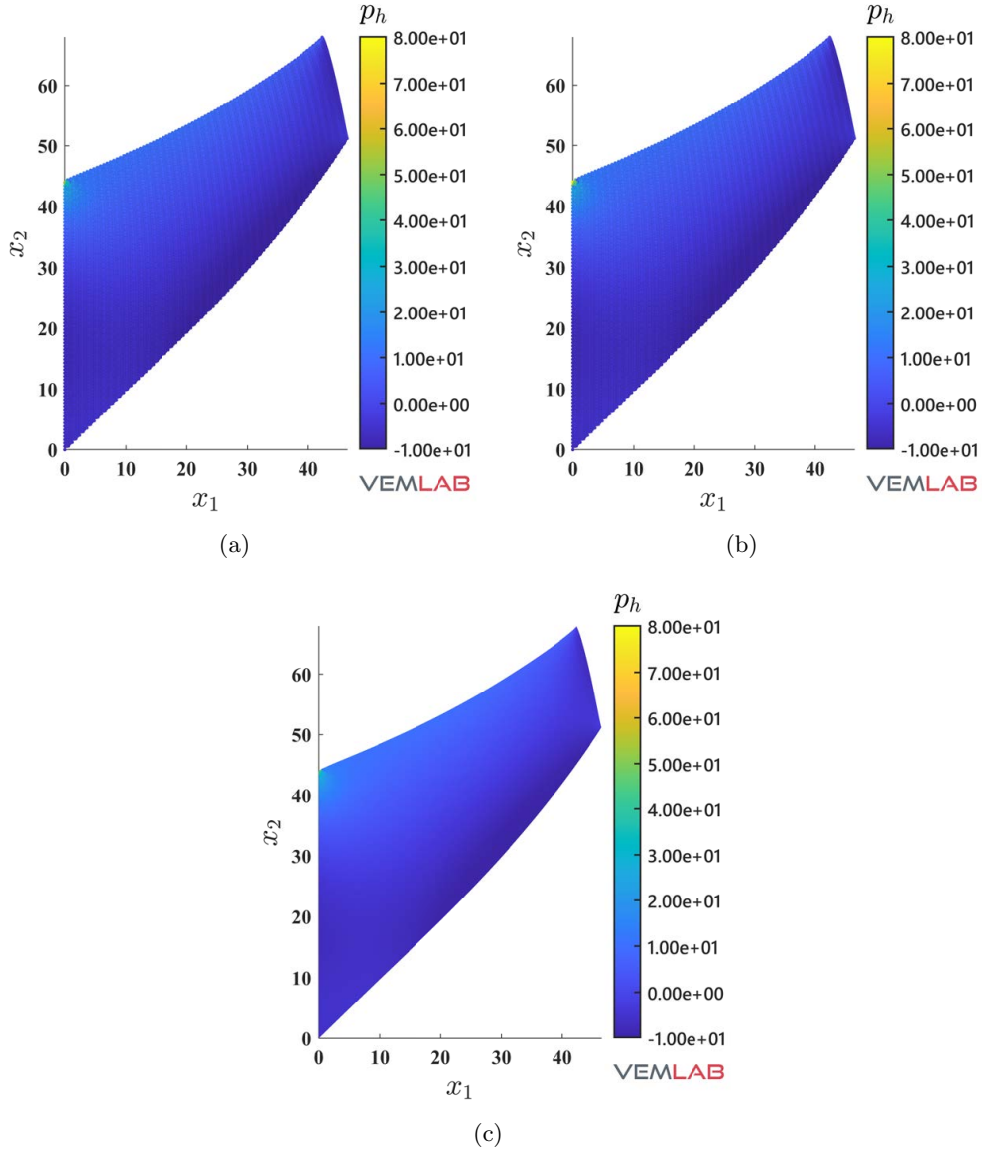 p_h
8.00e+01
7.00e+01
6.00e+01
5.00e+01
4.00e+01
3.00e+01
2.00e+01
1.00e+01
0.00e+00
-1.00e+01
60
50
40
30
20
10
0
x_2
0 10 20 30 40
x_1
VEMLAB
(a)
p_h
8.00e+01
7.00e+01
6.00e+01
5.00e+01
4.00e+01
3.00e+01
2.00e+01
1.00e+01
0.00e+00
-1.00e+01
60
50
40
30
20
10
0
x_2
0 10 20 30 40
x_1
VEMLAB
(b)
p_h
8.00e+01
7.00e+01
6.00e+01
5.00e+01
4.00e+01
3.00e+01
2.00e+01
1.00e+01
0.00e+00
-1.00e+01
60
50
40
30
20
10
0
x_2
0 10 20 30 40
x_1
VEMLAB
(c)